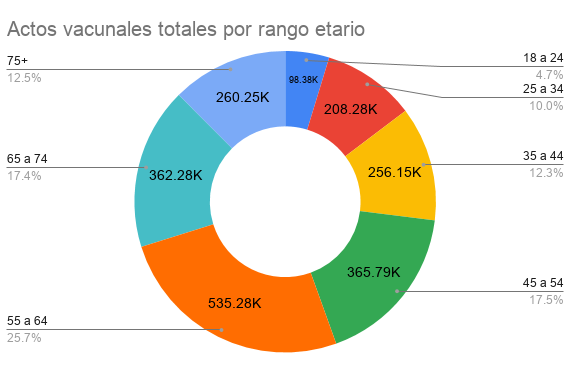 Actos vacunales totales por rango etario
75+
12.5%
18 a 24
4.7%
25 a 34
10.0%
98.38K
260.25K
208.28K
35 a 44
12.3%
65 a 74
17.4%
362.28K
256.15K
365.79K
45 a 54
17.5%
535.28K
55 a 64
25.7%